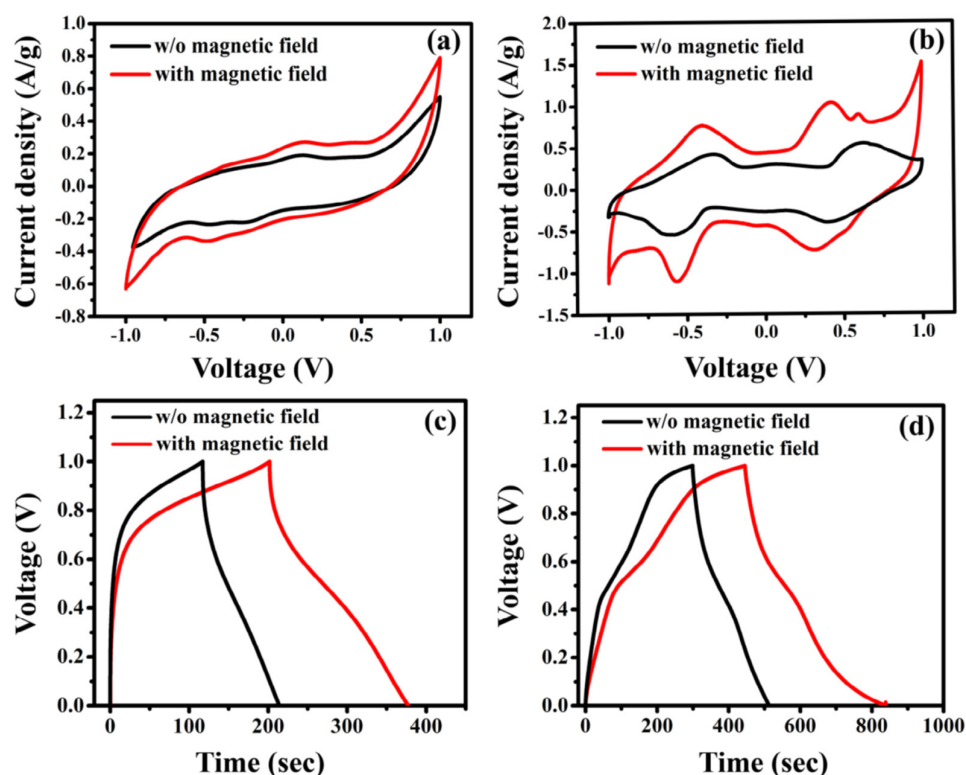 (a)
w/o magnetic field
with magnetic field
Current density (A/g)
1.0
0.8
0.6
0.4
0.2
0.0
-0.2
-0.4
-0.6
-0.8
-1.0 -0.5 0.0 0.5 1.0
Voltage (V)
(b)
w/o magnetic field
with magnetic field
Current density (A/g)
2.0
1.5
1.0
0.5
0.0
-0.5
-1.0
-1.5
-1.0 -0.5 0.0 0.5 1.0
Voltage (V)
(c)
w/o magnetic field
with magnetic field
Voltage (V)
1.2
1.0
0.8
0.6
0.4
0.2
0.0
0 100 200 300 400
Time (sec)
(d)
w/o magnetic field
with magnetic field
Voltage (V)
1.2
1.0
0.8
0.6
0.4
0.2
0.0
0 200 400 600 800 1000
Time (sec)